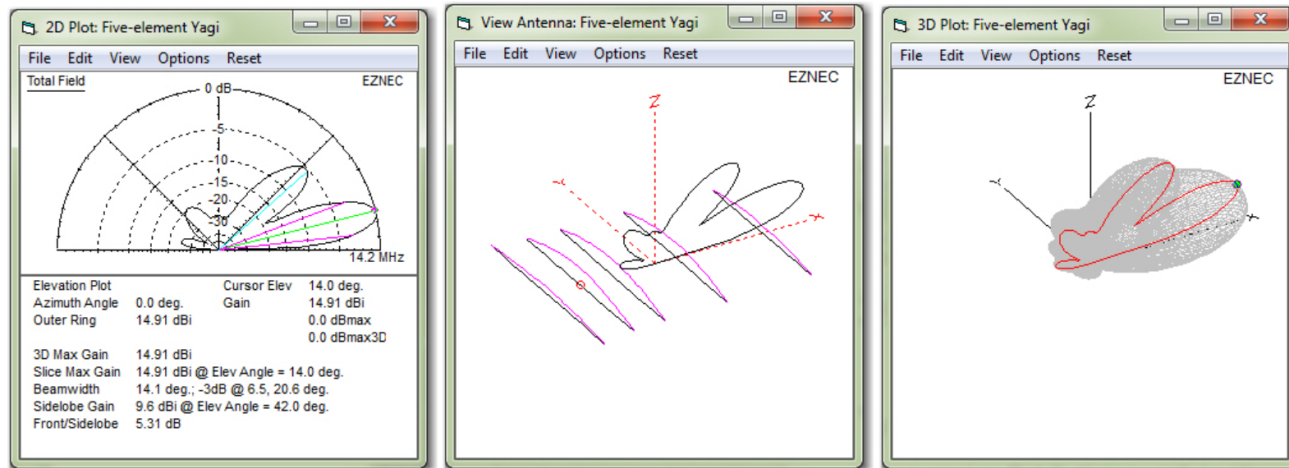 2D Plot: Five-element Yagi
File Edit View Options Reset
Total Field
EZNEC
0 dB
-5
-10
-15
-20
-30
14.2 MHz
Elevation Plot Cursor Elev 14.0 deg.
Azimuth Angle 0.0 deg. Gain 14.91 dBi
Outer Ring 14.91 dBi 0.0 dBmax
0.0 dBmax3D
3D Max Gain 14.91 dBi
Slice Max Gain 14.91 dBi @ Elev Angle = 14.0 deg.
Beamwidth 14.1 deg.; -3dB @ 6.5, 20.6 deg.
Sidelobe Gain 9.6 dBi @ Elev Angle = 42.0 deg.
Front/Sidelobe 5.31 dB
View Antenna: Five-element Yagi
File Edit View Options Reset
EZNEC
Z
Y
X
3D Plot: Five-element Yagi
File Edit View Options Reset
EZNEC
Z
Y
X